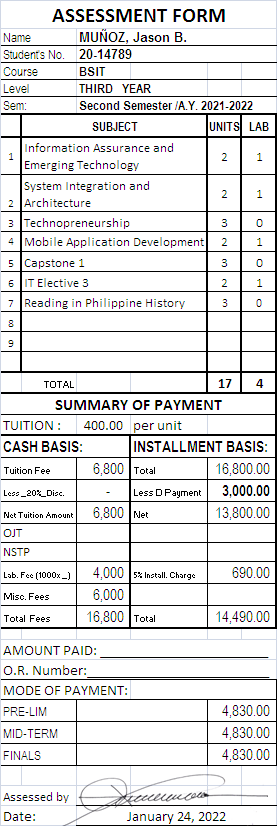 ASSESSMENT FORM
Name MUÑOZ, Jason B.
Student's No. 20-14789
Course BSIT
Level THIRD YEAR
Sem: Second Semester /A.Y. 2021-2022
SUBJECT UNITS LAB
1 Information Assurance and Emerging Technology 2 1
2 System Integration and Architecture 2 1
3 Technopreneurship 3 0
4 Mobile Application Development 2 1
5 Capstone 1 3 0
6 IT Elective 3 2 1
7 Reading in Philippine History 3 0
8
9
TOTAL 17 4
SUMMARY OF PAYMENT
TUITION : 400.00 per unit
CASH BASIS: INSTALLMENT BASIS:
Tuition Fee 6,800 Total 16,800.00
Less _20%_Disc. - Less D Payment 3,000.00
Net Tuition Amount 6,800 Net 13,800.00
OJT
NSTP
Lab. Fee (1000x _) 4,000 5% Install. Charge 690.00
Misc. Fees 6,000
Total Fees 16,800 Total 14,490.00
AMOUNT PAID:
O.R. Number:
MODE OF PAYMENT:
PRE-LIM 4,830.00
MID-TERM 4,830.00
FINALS 4,830.00
Assessed by
Date: January 24, 2022